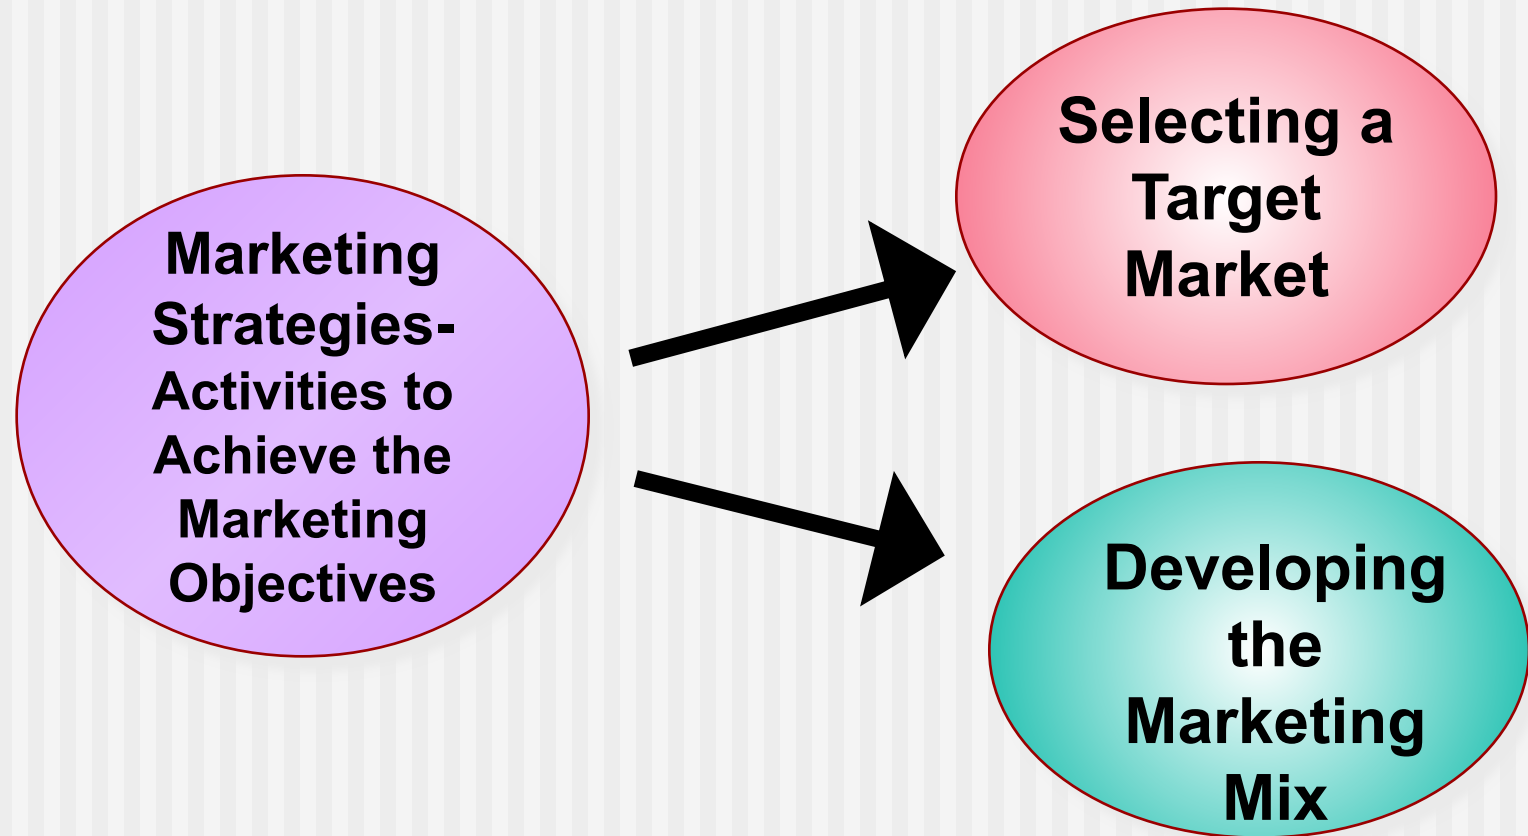 Marketing
Strategies-
Activities to
Achieve the
Marketing
Objectives
Selecting a
Target
Market
Developing
the
Marketing
Mix